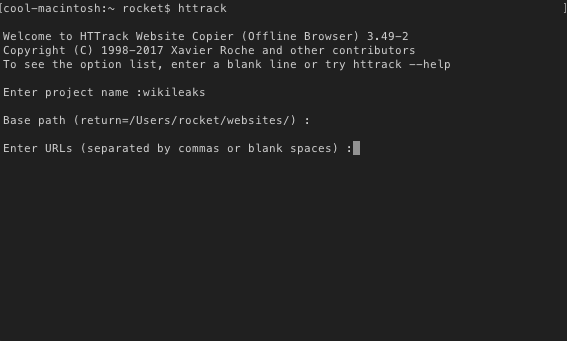 [cool-macintosh:~ rocket$ httrack ]
Welcome to HTTrack Website Copier (Offline Browser) 3.49-2
Copyright (C) 1998-2017 Xavier Roche and other contributors
To see the option list, enter a blank line or try httrack --help
Enter project name :wikileaks
Base path (return=/Users/rocket/websites/) :
Enter URLs (separated by commas or blank spaces) :